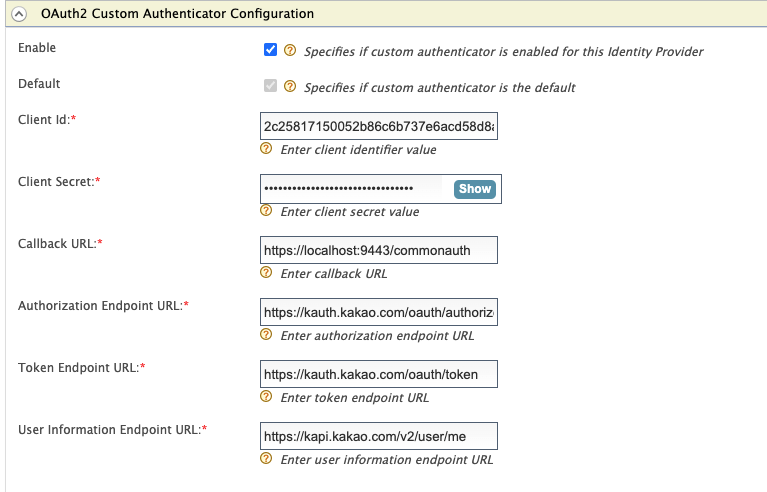 OAuth2 Custom Authenticator Configuration
Enable
Specifies if custom authenticator is enabled for this Identity Provider
Default
Specifies if custom authenticator is the default
Client Id:*
2c25817150052b86c6b737e6acd58d8a
Enter client identifier value
Client Secret:*
•••••••••••••••••••••••••••••••• Show
Enter client secret value
Callback URL:*
https://localhost:9443/commonauth
Enter callback URL
Authorization Endpoint URL:*
https://kauth.kakao.com/oauth/authoriz
Enter authorization endpoint URL
Token Endpoint URL:*
https://kauth.kakao.com/oauth/token
Enter token endpoint URL
User Information Endpoint URL:*
https://kapi.kakao.com/v2/user/me
Enter user information endpoint URL